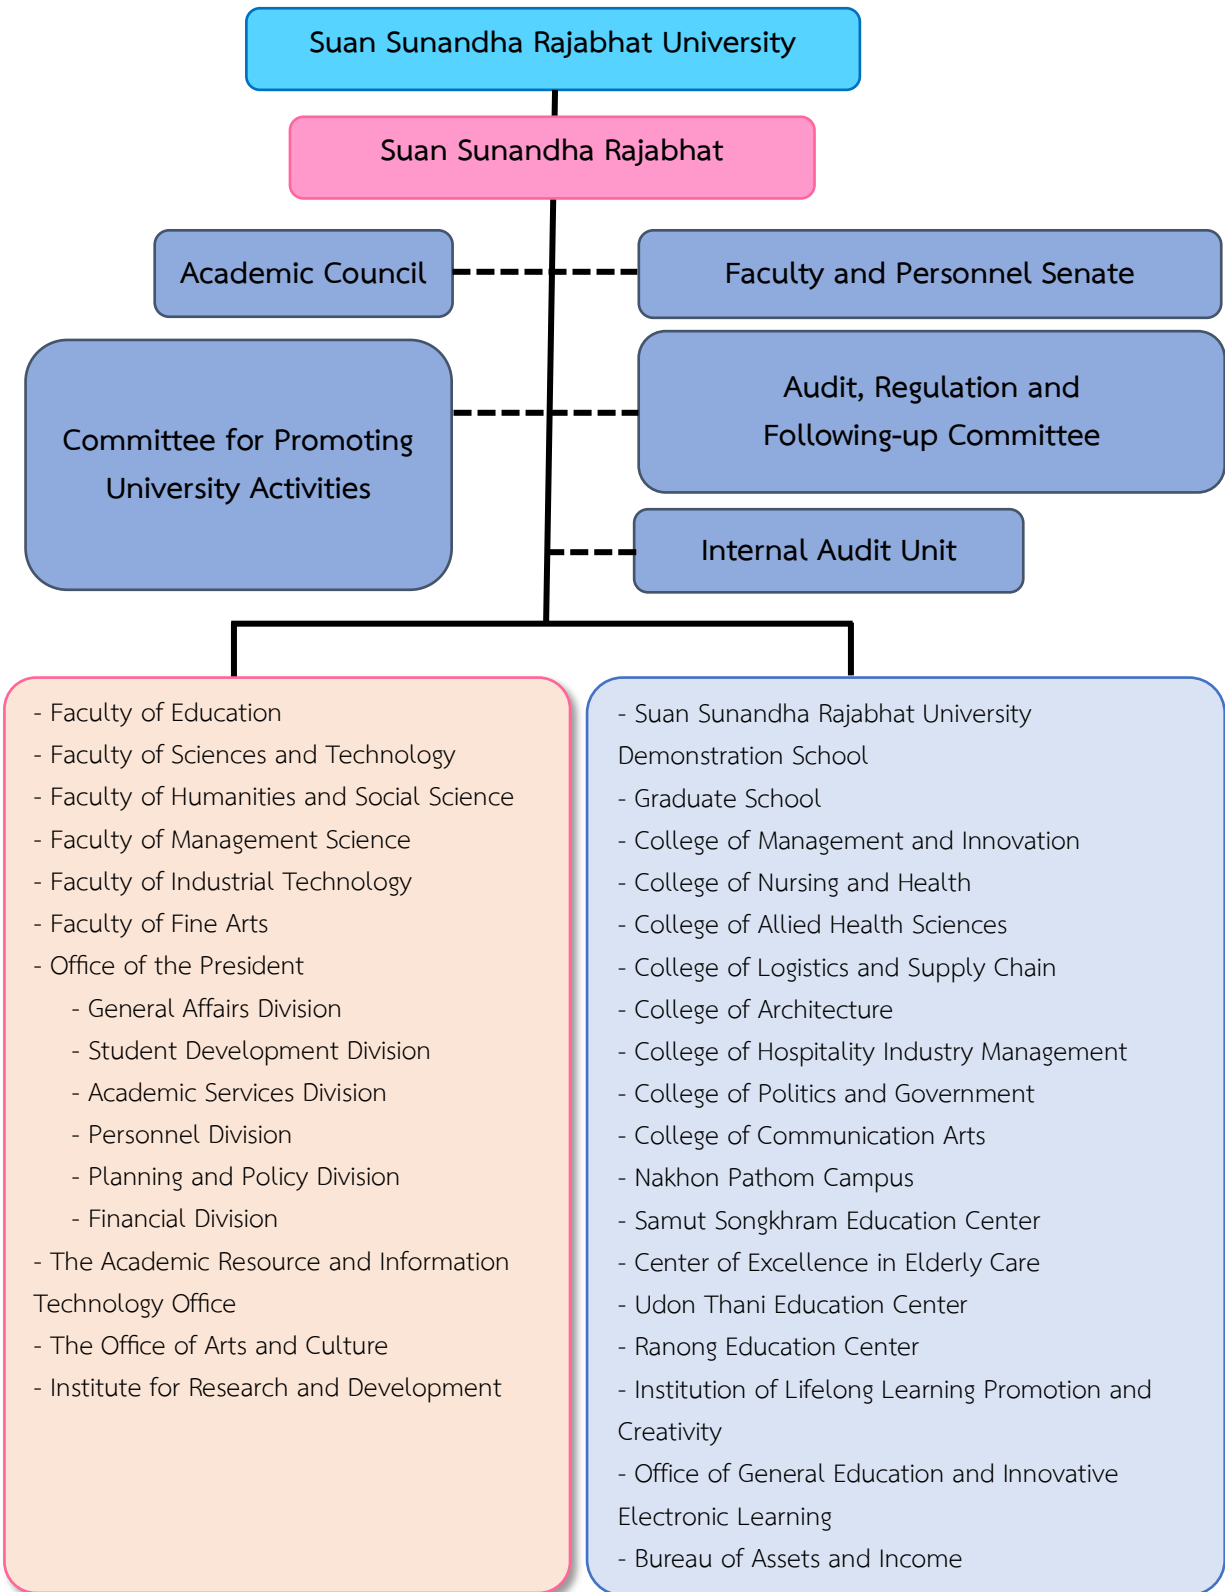 Suan Sunandha Rajabhat University
Suan Sunandha Rajabhat
Academic Council
Faculty and Personnel Senate
Committee for Promoting
University Activities
Audit, Regulation and
Following-up Committee
Internal Audit Unit
- Faculty of Education
- Faculty of Sciences and Technology
- Faculty of Humanities and Social Science
- Faculty of Management Science
- Faculty of Industrial Technology
- Faculty of Fine Arts
- Office of the President
- General Affairs Division
- Student Development Division
- Academic Services Division
- Personnel Division
- Planning and Policy Division
- Financial Division
- The Academic Resource and Information
Technology Office
- The Office of Arts and Culture
- Institute for Research and Development
- Suan Sunandha Rajabhat University
Demonstration School
- Graduate School
- College of Management and Innovation
- College of Nursing and Health
- College of Allied Health Sciences
- College of Logistics and Supply Chain
- College of Architecture
- College of Hospitality Industry Management
- College of Politics and Government
- College of Communication Arts
- Nakhon Pathom Campus
- Samut Songkhram Education Center
- Center of Excellence in Elderly Care
- Udon Thani Education Center
- Ranong Education Center
- Institution of Lifelong Learning Promotion and
Creativity
- Office of General Education and Innovative
Electronic Learning
- Bureau of Assets and Income